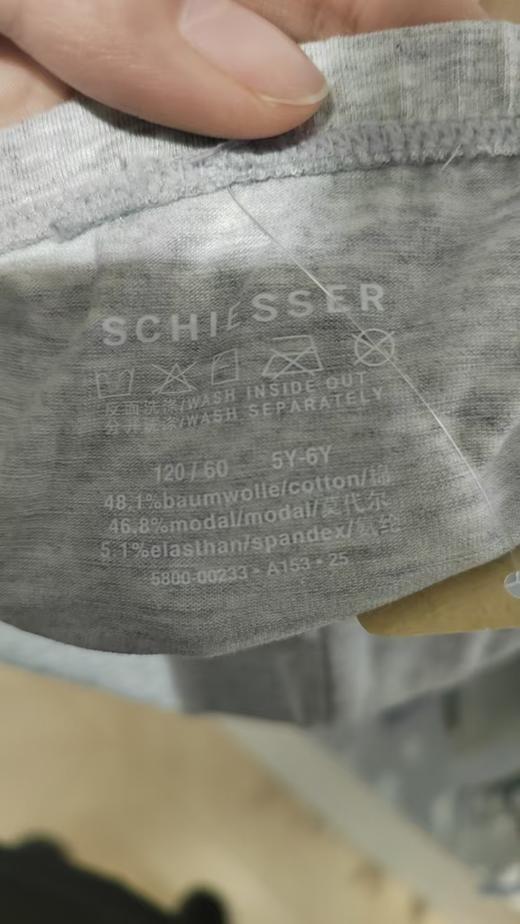 SCHIESSER
反面洗涤/WASH INSIDE OUT
分开洗涤/WASH SEPARATELY
120/60 5Y-6Y
48.1%baumwolle/cotton/棉
46.8%modal/modal/莫代尔
5.1%elasthan/spandex/氨纶
5800-00233•A153•25